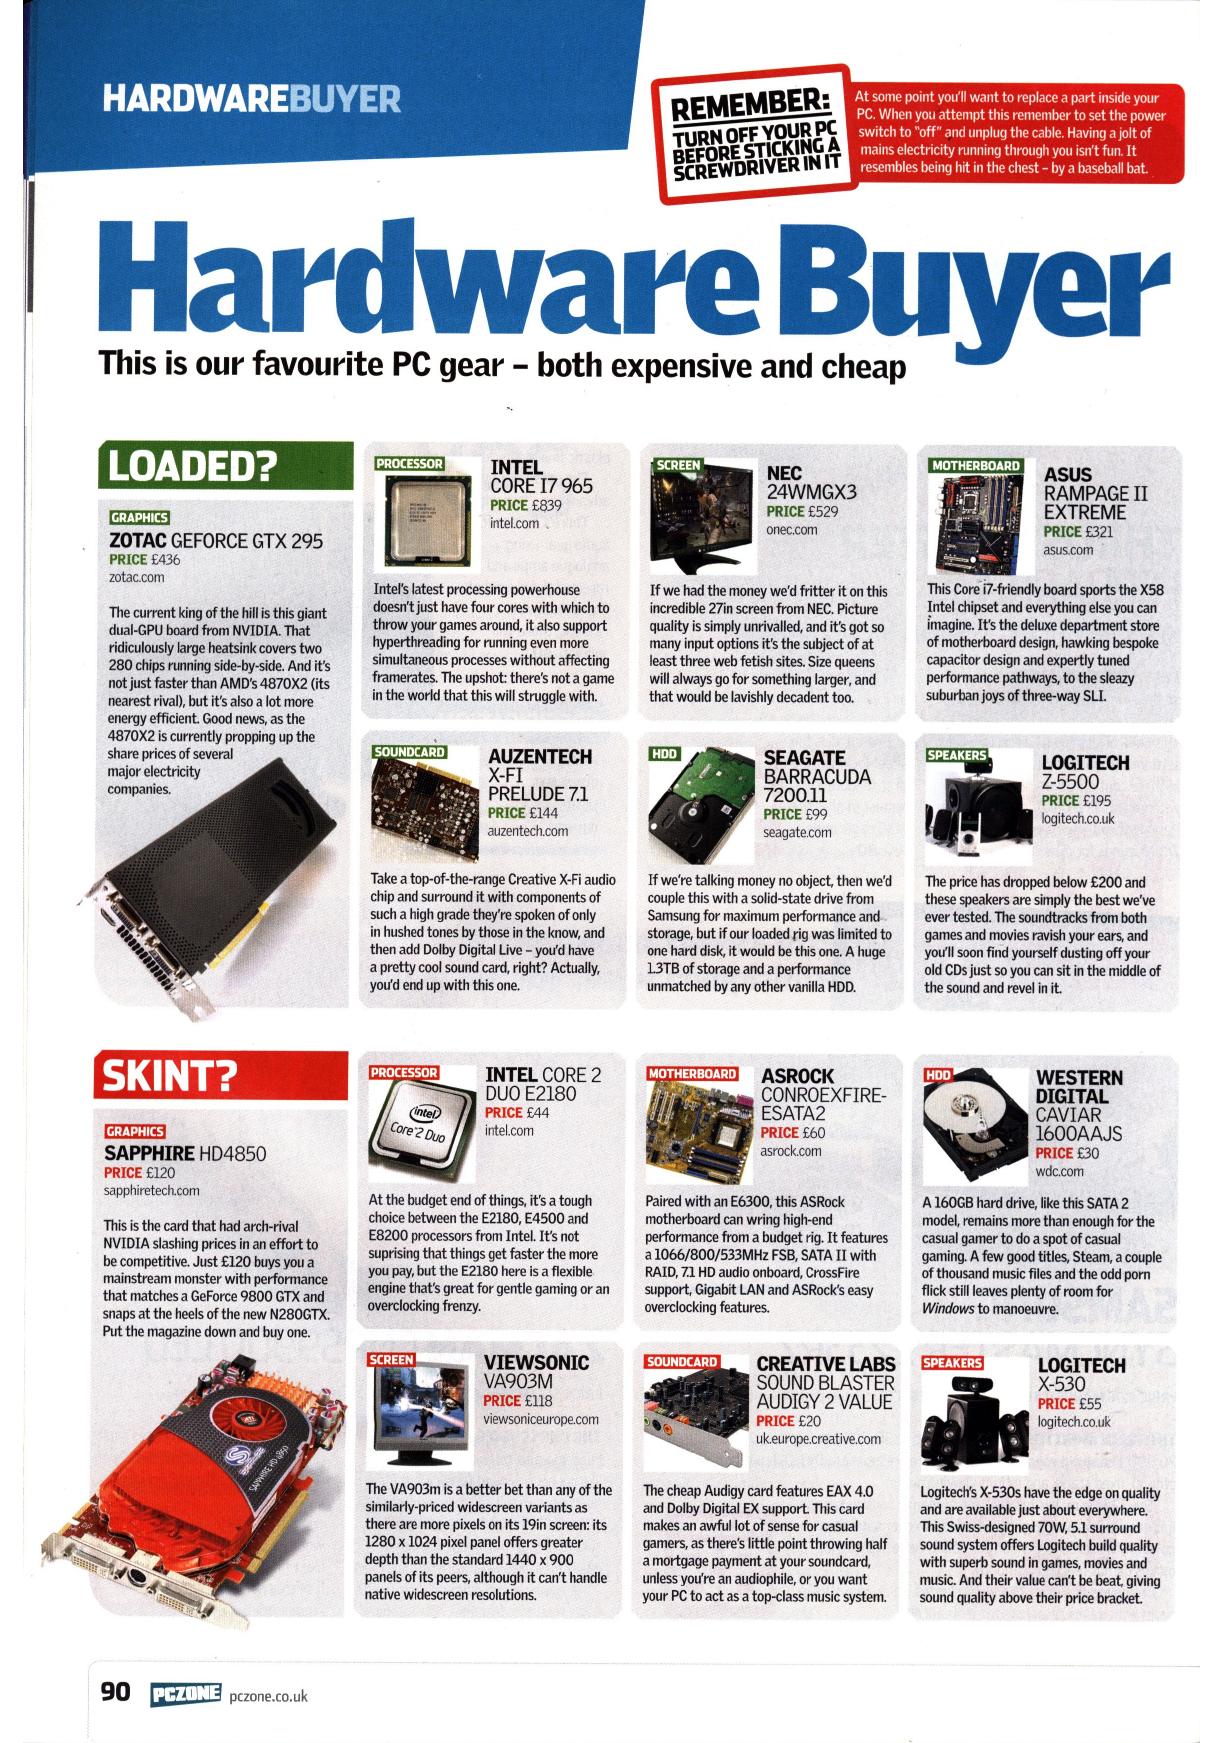 HARDWAREBUYER
REMEMBER:
TURN OFF YOUR PC
BEFORE STICKING A
SCREWDRIVER IN IT
At some point you'll want to replace a part inside your
PC. When you attempt this remember to set the power
switch to "off" and unplug the cable. Having a jolt of
mains electricity running through you isn't fun. It
resembles being hit in the chest – by a baseball bat.
Hardware Buyer
This is our favourite PC gear – both expensive and cheap
LOADED?
GRAPHICS
ZOTAC GEFORCE GTX 295
PRICE £436
zotac.com
The current king of the hill is this giant
dual-GPU board from NVIDIA. That
ridiculously large heatsink covers two
280 chips running side-by-side. And it's
not just faster than AMD's 4870X2 (its
nearest rival), but it's also a lot more
energy efficient. Good news, as the
4870X2 is currently propping up the
share prices of several
major electricity
companies.
PROCESSOR
INTEL
CORE I7 965
PRICE £839
intel.com
Intel's latest processing powerhouse
doesn't just have four cores with which to
throw your games around, it also support
hyperthreading for running even more
simultaneous processes without affecting
framerates. The upshot: there's not a game
in the world that this will struggle with.
SCREEN
NEC
24WMGX3
PRICE £529
onec.com
If we had the money we'd fritter it on this
incredible 27in screen from NEC. Picture
quality is simply unrivalled, and it's got so
many input options it's the subject of at
least three web fetish sites. Size queens
will always go for something larger, and
that would be lavishly decadent too.
MOTHERBOARD
ASUS
RAMPAGE II
EXTREME
PRICE £321
asus.com
This Core i7-friendly board sports the X58
Intel chipset and everything else you can
imagine. It's the deluxe department store
of motherboard design, hawking bespoke
capacitor design and expertly tuned
performance pathways, to the sleazy
suburban joys of three-way SLI.
SOUNDCARD
AUZENTECH
X-FI
PRELUDE 7.1
PRICE £144
auzentech.com
Take a top-of-the-range Creative X-Fi audio
chip and surround it with components of
such a high grade they're spoken of only
in hushed tones by those in the know, and
then add Dolby Digital Live – you'd have
a pretty cool sound card, right? Actually,
you'd end up with this one.
HDD
SEAGATE
BARRACUDA
7200.11
PRICE £99
seagate.com
If we're talking money no object, then we'd
couple this with a solid-state drive from
Samsung for maximum performance and
storage, but if our loaded rig was limited to
one hard disk, it would be this one. A huge
1.3TB of storage and a performance
unmatched by any other vanilla HDD.
SPEAKERS
LOGITECH
Z-5500
PRICE £195
logitech.co.uk
The price has dropped below £200 and
these speakers are simply the best we've
ever tested. The soundtracks from both
games and movies ravish your ears, and
you'll soon find yourself dusting off your
old CDs just so you can sit in the middle of
the sound and revel in it.
SKINT?
GRAPHICS
SAPPHIRE HD4850
PRICE £120
sapphiretech.com
This is the card that had arch-rival
NVIDIA slashing prices in an effort to
be competitive. Just £120 buys you a
mainstream monster with performance
that matches a GeForce 9800 GTX and
snaps at the heels of the new N280GTX.
Put the magazine down and buy one.
SAPPHIRE HD 4850
PROCESSOR
intel
Core 2 Duo
INTEL CORE 2
DUO E2180
PRICE £44
intel.com
At the budget end of things, it's a tough
choice between the E2180, E4500 and
E8200 processors from Intel. It's not
suprising that things get faster the more
you pay, but the E2180 here is a flexible
engine that's great for gentle gaming or an
overclocking frenzy.
MOTHERBOARD
ASROCK
CONROEXFIRE-
ESATA2
PRICE £60
asrock.com
Paired with an E6300, this ASRock
motherboard can wring high-end
performance from a budget rig. It features
a 1066/800/533MHz FSB, SATA II with
RAID, 7.1 HD audio onboard, CrossFire
support, Gigabit LAN and ASRock's easy
overclocking features.
HDD
WESTERN
DIGITAL
CAVIAR
1600AAJS
PRICE £30
wdc.com
A 160GB hard drive, like this SATA 2
model, remains more than enough for the
casual gamer to do a spot of casual
gaming. A few good titles, Steam, a couple
of thousand music files and the odd porn
flick still leaves plenty of room for
Windows to manoeuvre.
SCREEN
VIEWSONIC
VA903M
PRICE £118
viewsoniceurope.com
The VA903m is a better bet than any of the
similarly-priced widescreen variants as
there are more pixels on its 19in screen: its
1280 x 1024 pixel panel offers greater
depth than the standard 1440 x 900
panels of its peers, although it can't handle
native widescreen resolutions.
SOUNDCARD
CREATIVE LABS
SOUND BLASTER
AUDIGY 2 VALUE
PRICE £20
uk.europe.creative.com
The cheap Audigy card features EAX 4.0
and Dolby Digital EX support. This card
makes an awful lot of sense for casual
gamers, as there's little point throwing half
a mortgage payment at your soundcard,
unless you're an audiophile, or you want
your PC to act as a top-class music system.
SPEAKERS
LOGITECH
X-530
PRICE £55
logitech.co.uk
Logitech's X-530s have the edge on quality
and are available just about everywhere.
This Swiss-designed 70W, 5.1 surround
sound system offers Logitech build quality
with superb sound in games, movies and
music. And their value can't be beat, giving
sound quality above their price bracket.
90 PCZONE pczone.co.uk